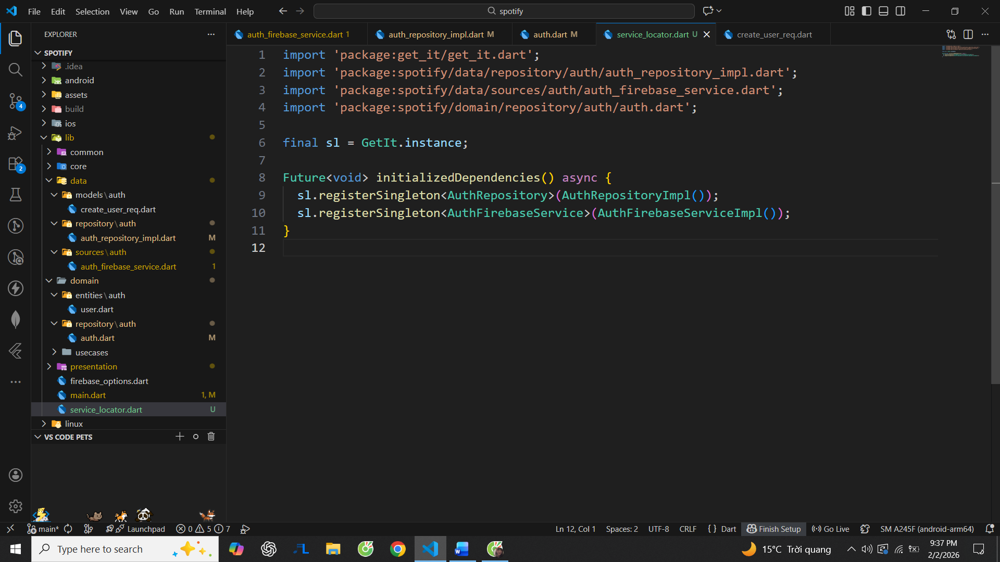 File Edit Selection View Go Run Terminal Help
spotify
EXPLORER
SPOTIFY
.idea
android
assets
build
ios
lib
common
core
data
models\auth
create_user_req.dart
repository\auth
auth_repository_impl.dart M
sources\auth
auth_firebase_service.dart 1
domain
entities\auth
user.dart
repository\auth
auth.dart M
usecases
presentation
firebase_options.dart
main.dart 1, M
service_locator.dart U
linux
VS CODE PETS
4
2
auth_firebase_service.dart 1
auth_repository_impl.dart M
auth.dart M
service_locator.dart U
create_user_req.dart
1 import 'package:get_it/get_it.dart';
2 import 'package:spotify/data/repository/auth/auth_repository_impl.dart';
3 import 'package:spotify/data/sources/auth/auth_firebase_service.dart';
4 import 'package:spotify/domain/repository/auth/auth.dart';
5
6 final sl = GetIt.instance;
7
8 Future<void> initializedDependencies() async {
9 sl.registerSingleton<AuthRepository>(AuthRepositoryImpl());
10 sl.registerSingleton<AuthFirebaseService>(AuthFirebaseServiceImpl());
11 }
12
main* Launchpad 0 5 7
Ln 12, Col 1 Spaces: 2 UTF-8 CRLF { } Dart Finish Setup Go Live SM A245F (android-arm64)
Type here to search
15°C Trời quang
9:37 PM
2/2/2026